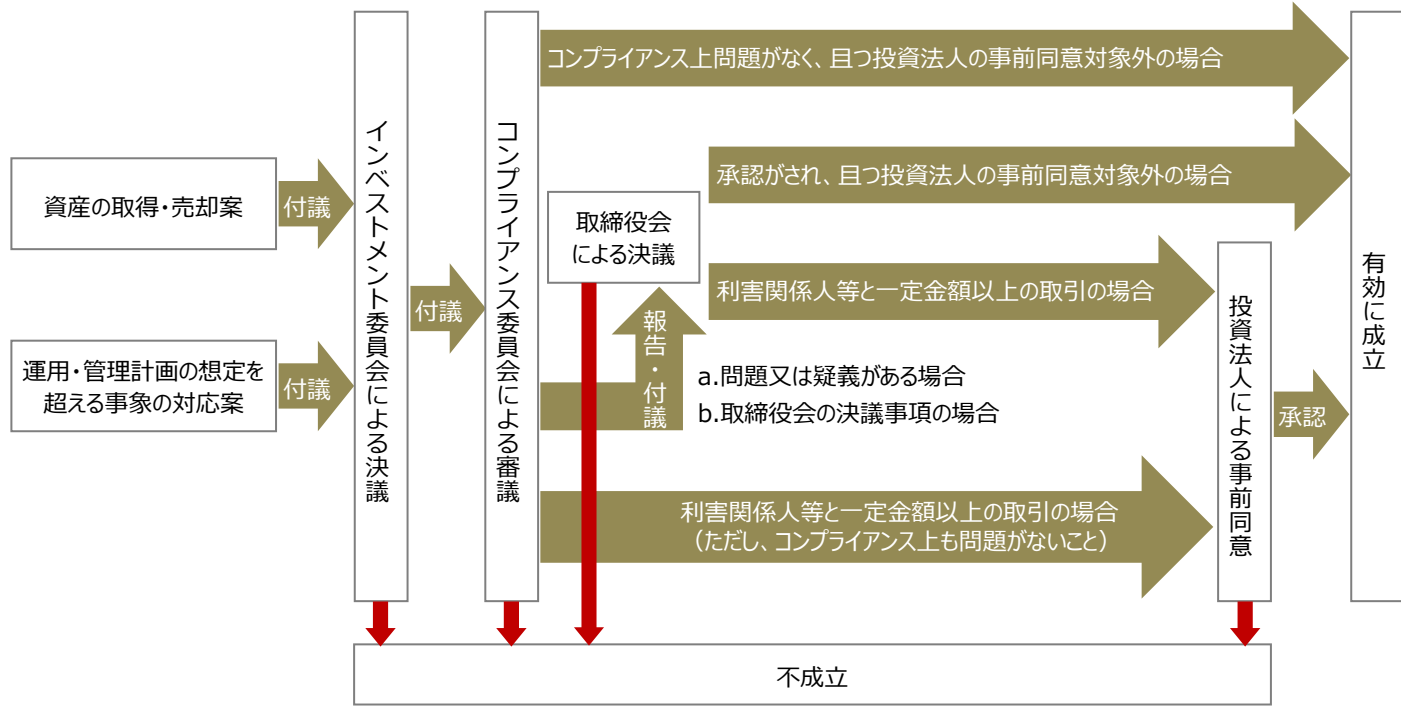 資産の取得・売却案
付議
運用・管理計画の想定を
超える事象の対応案
付議
インベストメント委員会による決議
付議
コンプライアンス委員会による審議
コンプライアンス上問題がなく、且つ投資法人の事前同意対象外の場合
取締役会
による決議
承認がされ、且つ投資法人の事前同意対象外の場合
利害関係人等と一定金額以上の取引の場合
報告・付議
a.問題又は疑義がある場合
b.取締役会の決議事項の場合
利害関係人等と一定金額以上の取引の場合
（ただし、コンプライアンス上も問題がないこと）
投資法人による事前同意
承認
有効に成立
不成立